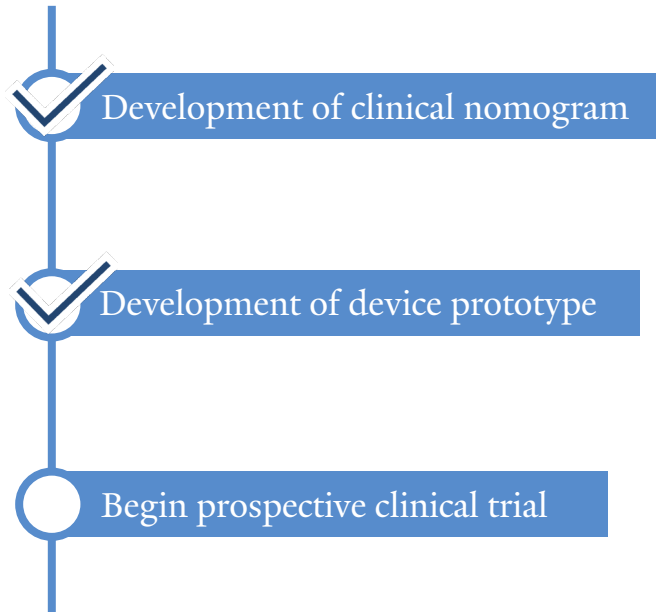 Development of clinical nomogram
Development of device prototype
Begin prospective clinical trial